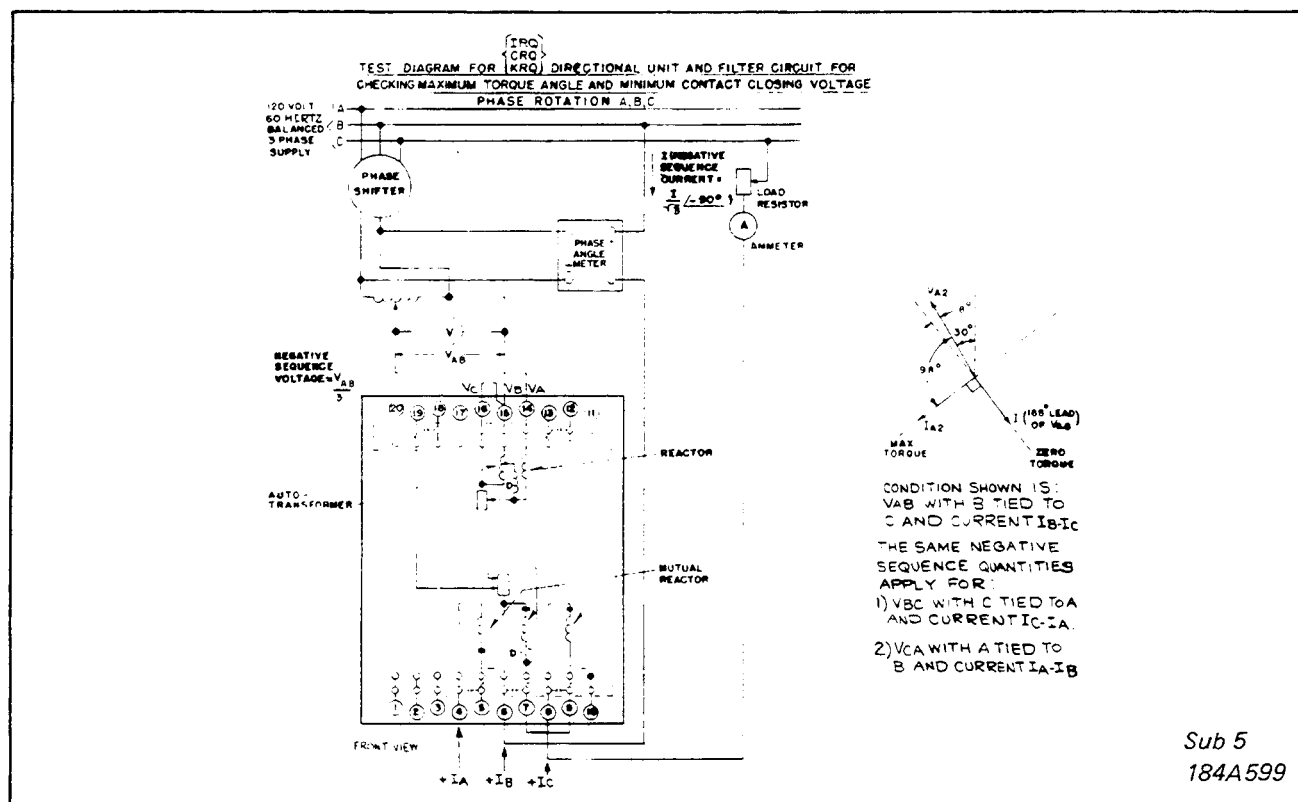 IRQ
CRQ
TEST DIAGRAM FOR KRQ DIRECTIONAL UNIT AND FILTER CIRCUIT FOR
CHECKING MAXIMUM TORQUE ANGLE AND MINIMUM CONTACT CLOSING VOLTAGE
PHASE ROTATION A,B,C
120 VOLT A
60 HERTZ B
BALANCED
3 PHASE C
SUPPLY
PHASE
SHIFTER
NEGATIVE
SEQUENCE
CURRENT =
I/√3 /-90°
LOAD
RESISTOR
A
AMMETER
PHASE
ANGLE
METER
V
VAB
NEGATIVE
SEQUENCE
VOLTAGE = VAB
3
VC VB VA
20 19 18 17 16 15 14 13 12 11
REACTOR
D
AUTO-
TRANSFORMER
MUTUAL
REACTOR
D
1 2 3 4 5 6 7 8 9 10
FRONT VIEW
+IA +IB +IC
VA2
8°
30°
98°
IA2
MAX
TORQUE
I (188° LEAD
OF VAB)
ZERO
TORQUE
CONDITION SHOWN IS:
VAB WITH B TIED TO
C AND CURRENT IB-IC
THE SAME NEGATIVE
SEQUENCE QUANTITIES
APPLY FOR:
1) VBC WITH C TIED TO A
AND CURRENT IC-IA.
2) VCA WITH A TIED TO
B AND CURRENT IA-IB
Sub 5
184A599